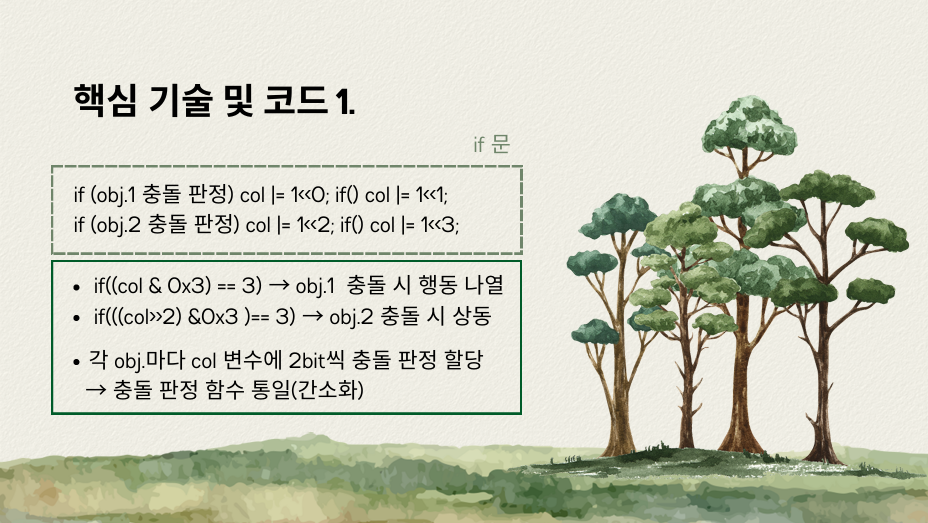 핵심 기술 및 코드 1.
if 문
if (obj.1 충돌 판정) col |= 1<<0; if() col |= 1<<1;
if (obj.2 충돌 판정) col |= 1<<2; if() col |= 1<<3;
• if((col & 0x3) == 3) → obj.1 충돌 시 행동 나열
• if(((col>>2) &0x3 )== 3) → obj.2 충돌 시 상동
• 각 obj.마다 col 변수에 2bit씩 충돌 판정 할당
→ 충돌 판정 함수 통일(간소화)